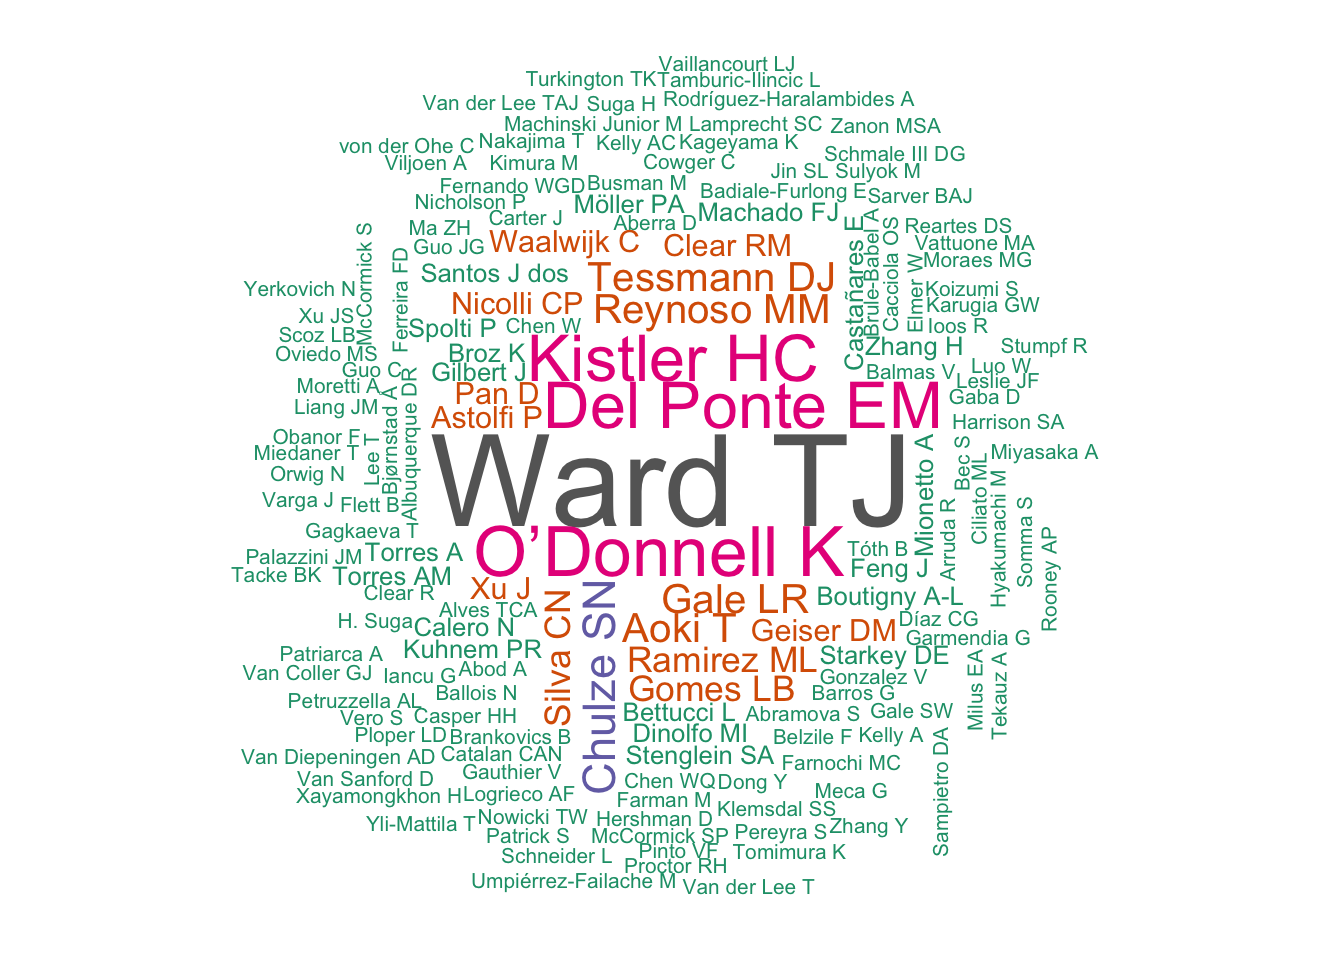 Vaillancourt LJ
Turkington TK
Tamburic-Ilincic L
Van der Lee TAJ
Suga H
Rodríguez-Haralambides A
Machinski Junior M
Lamprecht SC
Zanon MSA
von der Ohe C
Nakajima T
Kelly AC
Kageyama K
Viljoen A
Kimura M
Cowger C
Schmale III DG
Jin SL
Sulyok M
Fernando WGD
Busman M
Badiale-Furlong E
Sarver BAJ
Nicholson P
Möller PA
Machado FJ
Carter J
Aberra D
Ma ZH
Guo JG
Waalwijk C
Clear RM
Castañares E
Brule-Babel A
Cacciola OS
Reartes DS
Vattuone MA
Moraes MG
Elmer W
McCormick S
Ferreira FD
Santos J dos
Tessmann DJ
Yerkovich N
Nicolli CP
Reynoso MM
Koizumi S
Karugia GW
Xu JS
Spolti P
Chen W
Ioos R
Scoz LB
Oviedo MS
Broz K
Kistler HC
Zhang H
Stumpf R
Guo C
Gilbert J
Balmas V
Luo W
Leslie JF
Moretti A
Albuquerque DR
Bjørnstad A
Pan D
Del Ponte EM
Gaba D
Liang JM
Astolfi P
Harrison SA
Obanor F
Lee T
Ward TJ
Mionetto A
Bec S
Miedaner T
Miyasaka A
Orwig N
Ciliato ML
Hyakumachi M
Varga J
Flett B
Arruda R
Somma S
Rooney AP
Gagkaeva T
O’Donnell K
Tóth B
Palazzini JM
Torres A
Feng J
Tacke BK
Torres AM
Clear R
Xu J
Silva CN
Chulze SN
Gale LR
Boutigny A-L
Alves TCA
H. Suga
Calero N
Aoki T
Geiser DM
Díaz CG
Garmendia G
Patriarca A
Kuhnem PR
Ramirez ML
Starkey DE
Van Coller GJ
Iancu G
Abod A
Gonzalez V
Milus EA
Tekauz A
Petruzzella AL
Ballois N
Gomes LB
Barros G
Vero S
Casper HH
Bettucci L
Abramova S
Gale SW
Ploper LD
Brankovics B
Dinolfo MI
Belzile F
Kelly A
Van Diepeningen AD
Catalan CAN
Stenglein SA
Farnochi MC
Sampietro DA
Van Sanford D
Gauthier V
Chen WQ
Dong Y
Xayamongkhon H
Logrieco AF
Farman M
Meca G
Klemsdal SS
Yli-Mattila T
Nowicki TW
Hershman D
Zhang Y
Patrick S
McCormick SP
Pereyra S
Schneider L
Pinto VF
Tomimura K
Proctor RH
Umpiérrez-Failache M
Van der Lee T